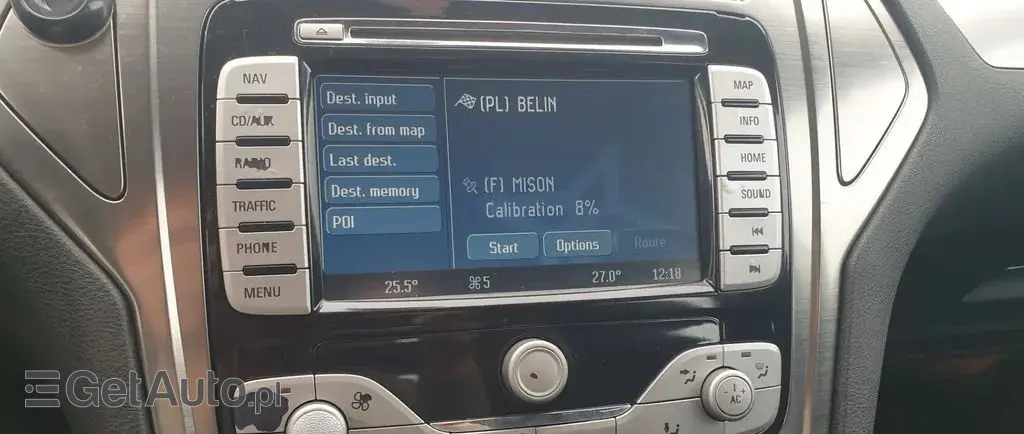 NAV
CD/AUX
RADIO
TRAFFIC
PHONE
MENU
Dest. input
Dest. from map
Last dest.
Dest. memory
POI
(PL) BELIN
(F) MISON
Calibration 8%
Start
Options
Route
25.5°
⌘5
27.0°
12:18
MAP
INFO
HOME
SOUND
AC
GetAuto.pl